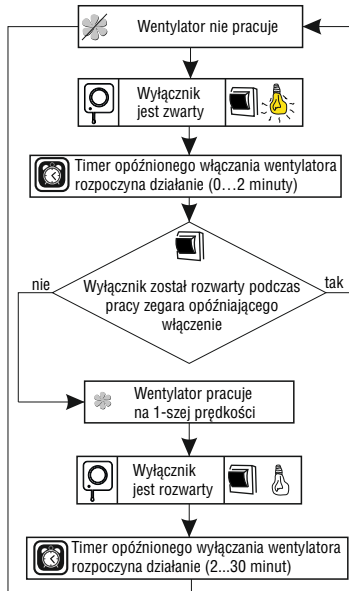 Wentylator nie pracuje
Wyłącznik
jest zwarty
Timer opóźnionego włączania wentylatora
rozpoczyna działanie (0...2 minuty)
nie
tak
Wyłącznik został rozwarty podczas
pracy zegara opóźniającego
włączenie
Wentylator pracuje
na 1-szej prędkości
Wyłącznik
jest rozwarty
Timer opóźnionego wyłączania wentylatora
rozpoczyna działanie (2...30 minut)